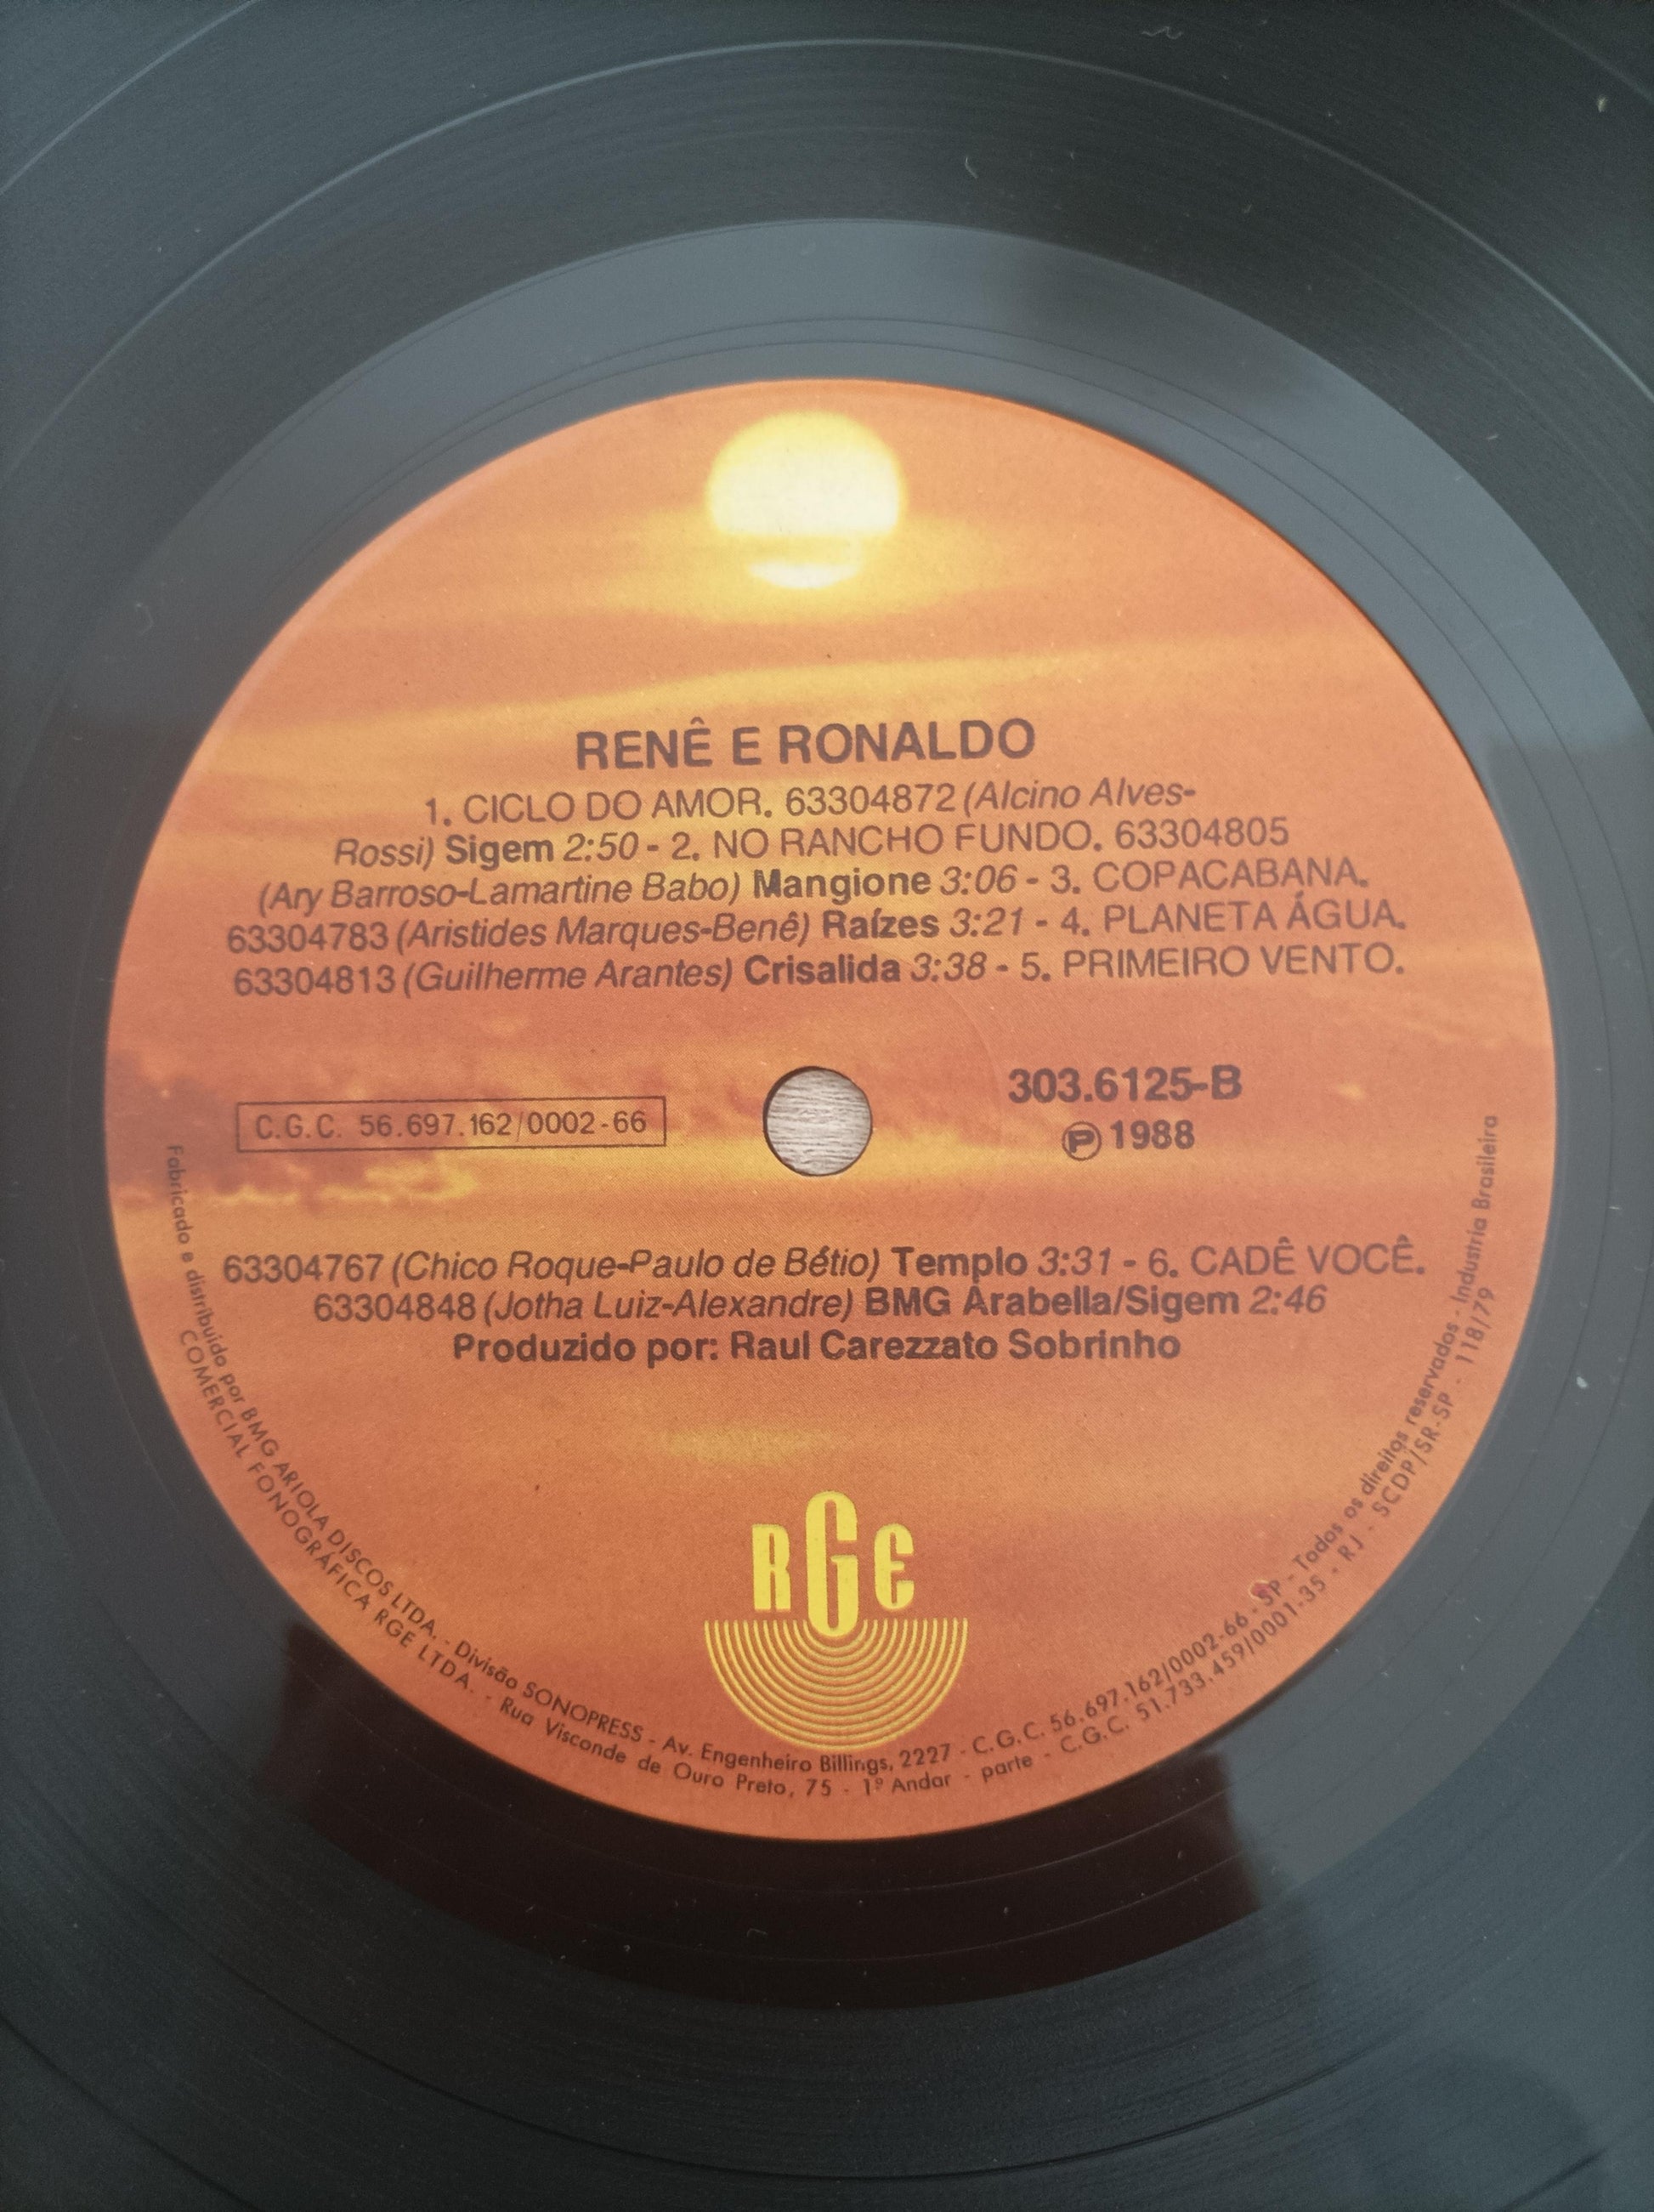 RENÊ E RONALDO
1. CICLO DO AMOR. 63304872 (Alcino Alves-
Rossi) Sigem 2:50 - 2. NO RANCHO FUNDO. 63304805
(Ary Barroso-Lamartine Babo) Mangione 3:06 - 3. COPACABANA.
63304783 (Aristides Marques-Benê) Raízes 3:21 - 4. PLANETA ÁGUA.
63304813 (Guilherme Arantes) Crisalida 3:38 - 5. PRIMEIRO VENTO.
C.G.C. 56.697.162/0002-66
303.6125-B
Ⓟ 1988
63304767 (Chico Roque-Paulo de Bétio) Templo 3:31 - 6. CADÊ VOCÊ.
63304848 (Jotha Luiz-Alexandre) BMG Arabella/Sigem 2:46
Produzido por: Raul Carezzato Sobrinho
RGE
Fabricado e distribuído por BMG ARIOLA DISCOS LTDA. - Divisão SONOPRESS - Av. Engenheiro Billings, 2227 - C.G.C. 56.697.162/0002-66 - SP - Todos os direitos reservados - Industria Brasileira
COMERCIAL FONOGRÁFICA RGE LTDA. - Rua Visconde de Ouro Preto, 75 - 1º Andar - parte - C.G.C. 51.733.459/0001-35 - RJ - SCDP/SR-SP - 118/79